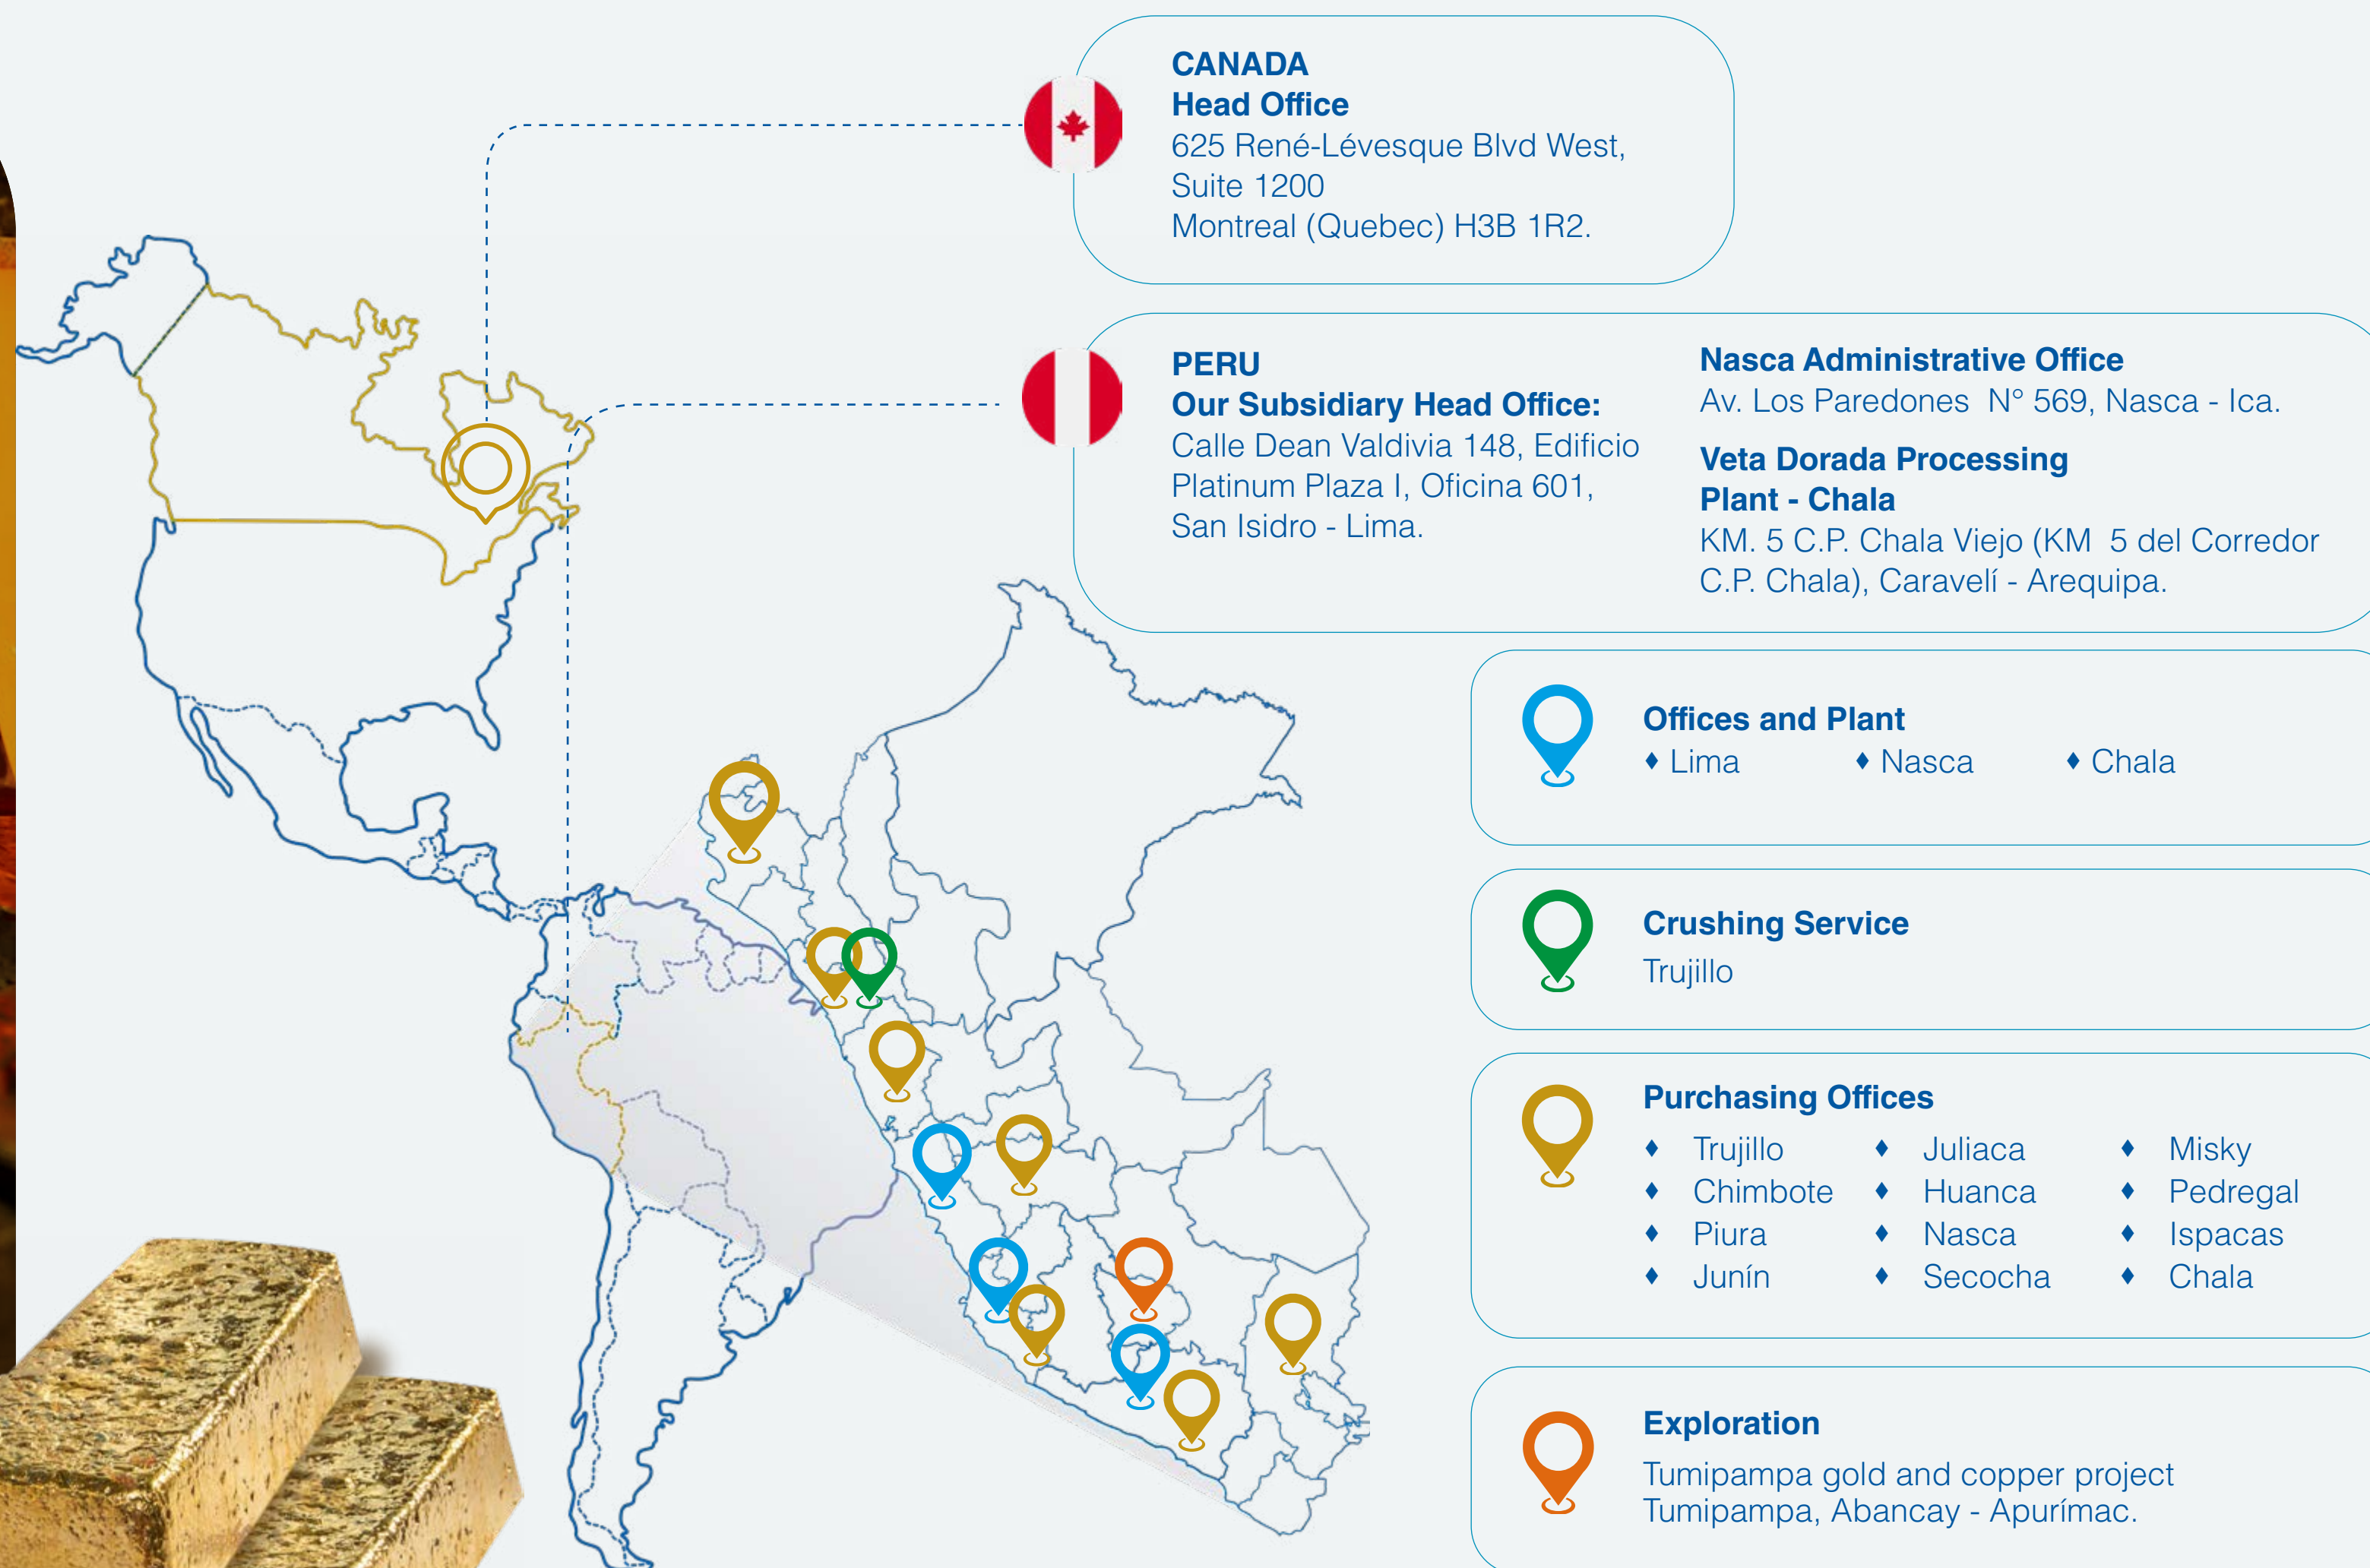 CANADA
Head Office
625 René-Lévesque Blvd West,
Suite 1200
Montreal (Quebec) H3B 1R2.
PERU
Our Subsidiary Head Office:
Calle Dean Valdivia 148, Edificio
Platinum Plaza I, Oficina 601,
San Isidro - Lima.
Nasca Administrative Office
Av. Los Paredones N° 569, Nasca - Ica.
Veta Dorada Processing
Plant - Chala
KM. 5 C.P. Chala Viejo (KM 5 del Corredor
C.P. Chala), Caravelí - Arequipa.
Offices and Plant
♦ Lima ♦ Nasca ♦ Chala
Crushing Service
Trujillo
Purchasing Offices
♦ Trujillo ♦ Juliaca ♦ Misky
♦ Chimbote ♦ Huanca ♦ Pedregal
♦ Piura ♦ Nasca ♦ Ispacas
♦ Junín ♦ Secocha ♦ Chala
Exploration
Tumipampa gold and copper project
Tumipampa, Abancay - Apurímac.